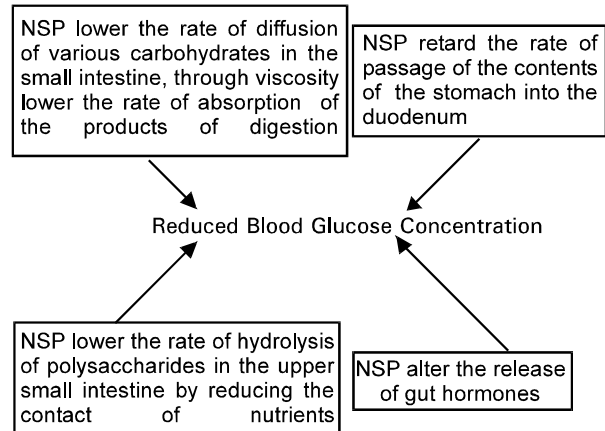 NSP lower the rate of diffusion
of various carbohydrates in the
small intestine, through viscosity
lower the rate of absorption of
the products of digestion
NSP retard the rate of
passage of the contents
of the stomach into the
duodenum
Reduced Blood Glucose Concentration
NSP lower the rate of hydrolysis
of polysaccharides in the upper
small intestine by reducing the
contact of nutrients
NSP alter the release
of gut hormones